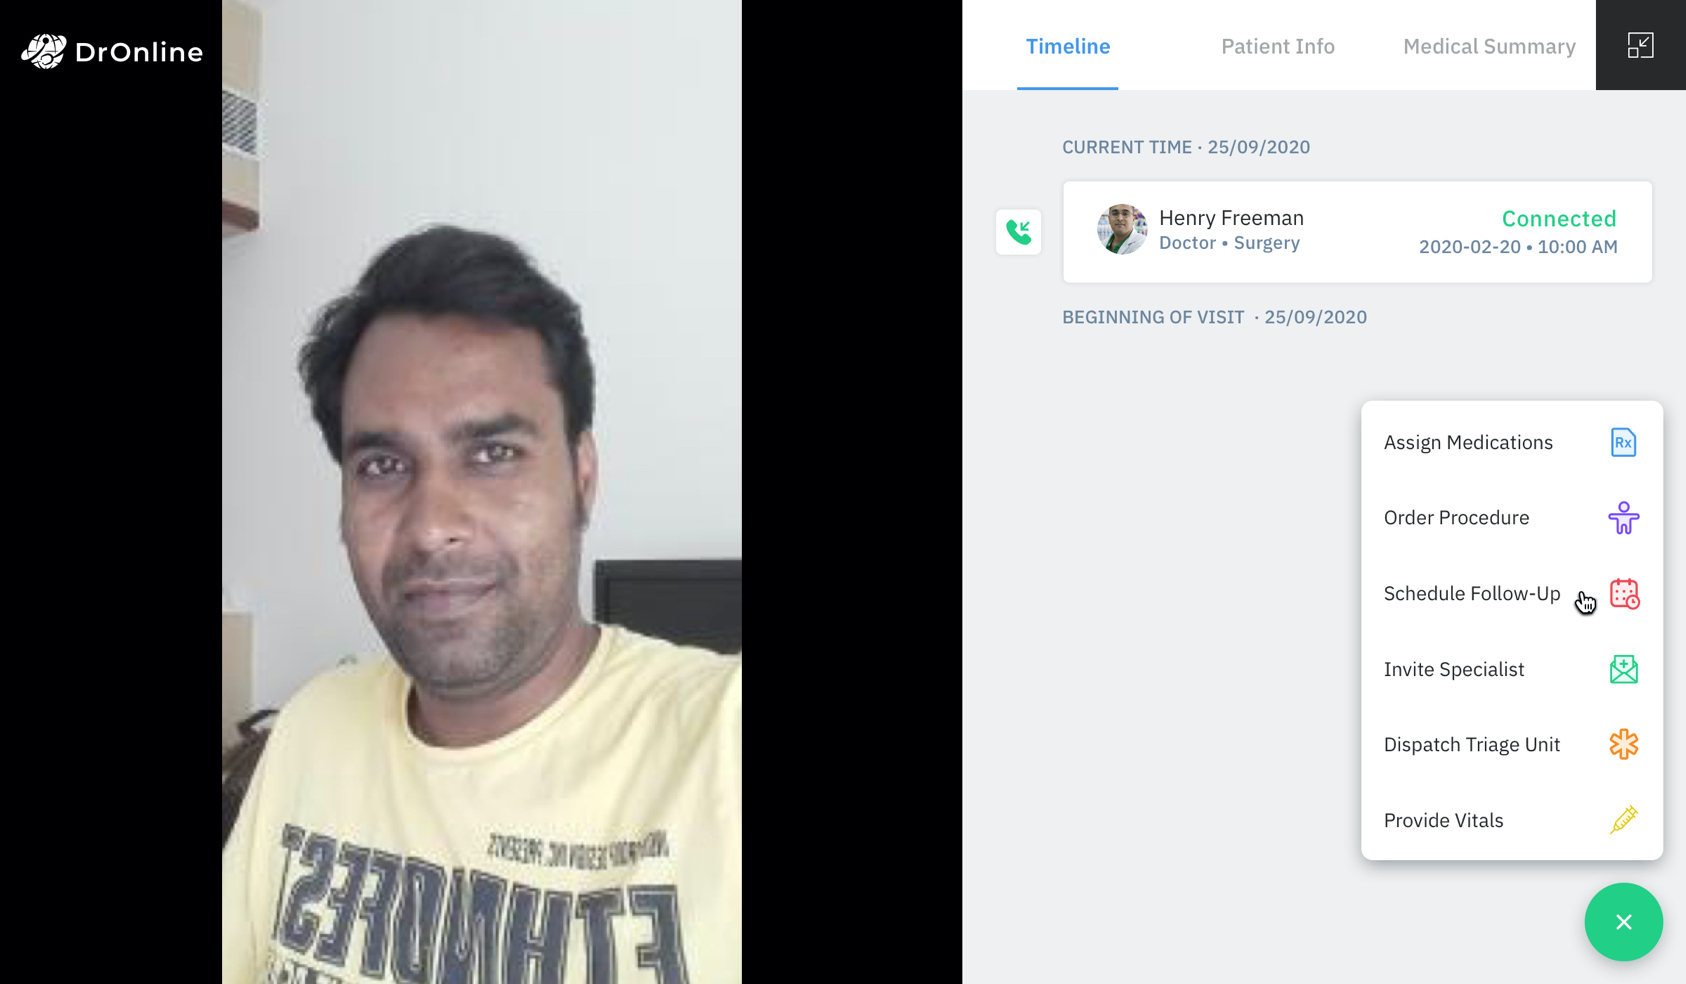 DrOnline
Timeline
Patient Info
Medical Summary
CURRENT TIME · 25/09/2020
Henry Freeman
Connected
Doctor • Surgery
2020-02-20 • 10:00 AM
BEGINNING OF VISIT · 25/09/2020
Assign Medications
Rx
Order Procedure
Schedule Follow-Up
Invite Specialist
Dispatch Triage Unit
Provide Vitals